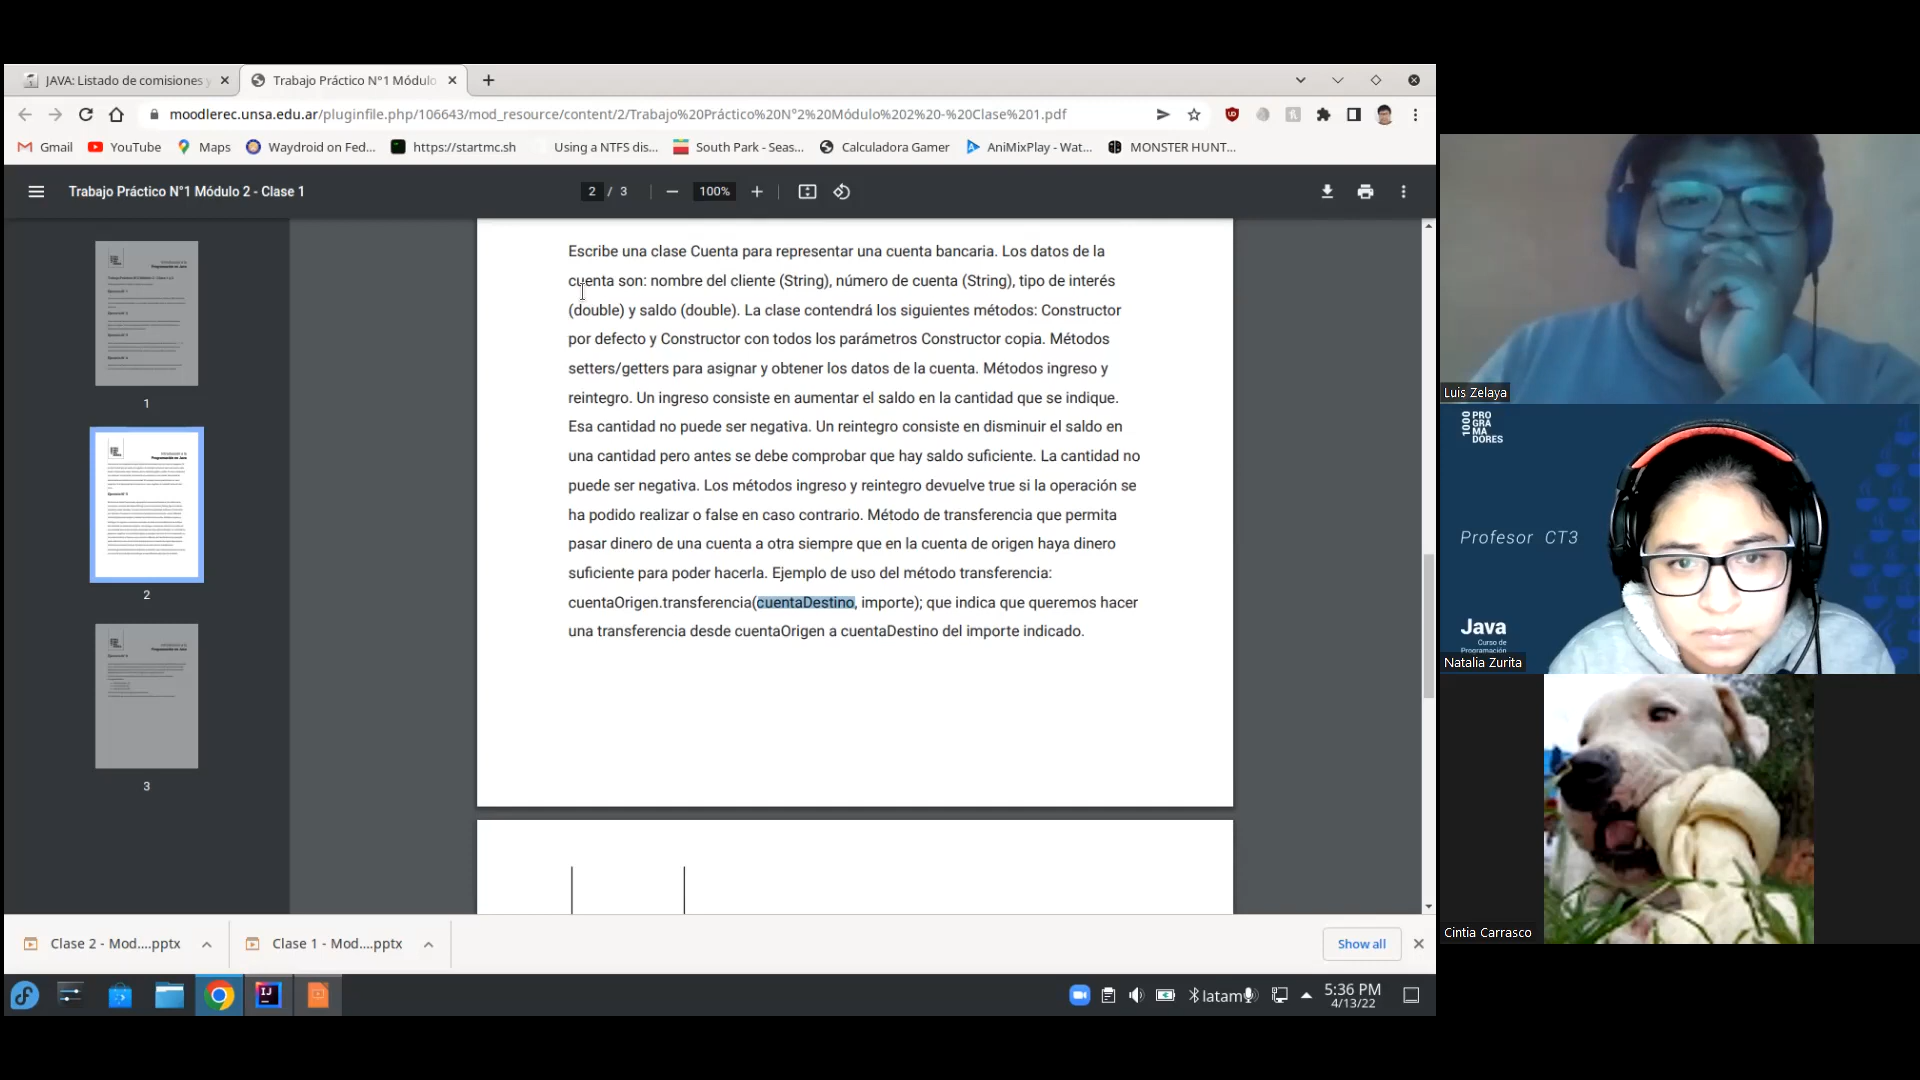 JAVA: Listado de comisiones y
Trabajo Práctico N°1 Módulo
moodlerec.unsa.edu.ar/pluginfile.php/106643/mod_resource/content/2/Trabajo%20Práctico%20N°2%20Módulo%202%20-%20Clase%201.pdf
Gmail
YouTube
Maps
Waydroid on Fed...
https://startmc.sh
Using a NTFS dis...
South Park - Seas...
Calculadora Gamer
AniMixPlay - Wat...
MONSTER HUNT...
Trabajo Práctico N°1 Módulo 2 - Clase 1
2 / 3
100%
1
2
3
Escribe una clase Cuenta para representar una cuenta bancaria. Los datos de la
cuenta son: nombre del cliente (String), número de cuenta (String), tipo de interés
(double) y saldo (double). La clase contendrá los siguientes métodos: Constructor
por defecto y Constructor con todos los parámetros Constructor copia. Métodos
setters/getters para asignar y obtener los datos de la cuenta. Métodos ingreso y
reintegro. Un ingreso consiste en aumentar el saldo en la cantidad que se indique.
Esa cantidad no puede ser negativa. Un reintegro consiste en disminuir el saldo en
una cantidad pero antes se debe comprobar que hay saldo suficiente. La cantidad no
puede ser negativa. Los métodos ingreso y reintegro devuelve true si la operación se
ha podido realizar o false en caso contrario. Método de transferencia que permita
pasar dinero de una cuenta a otra siempre que en la cuenta de origen haya dinero
suficiente para poder hacerla. Ejemplo de uso del método transferencia:
cuentaOrigen.transferencia(cuentaDestino, importe); que indica que queremos hacer
una transferencia desde cuentaOrigen a cuentaDestino del importe indicado.
Clase 2 - Mod....pptx
Clase 1 - Mod....pptx
Show all
latam
5:36 PM
4/13/22
Luis Zelaya
1000
PRO
GRA
MA
DORES
Profesor CT3
Java
Curso de
Programación
Natalia Zurita
Cintia Carrasco